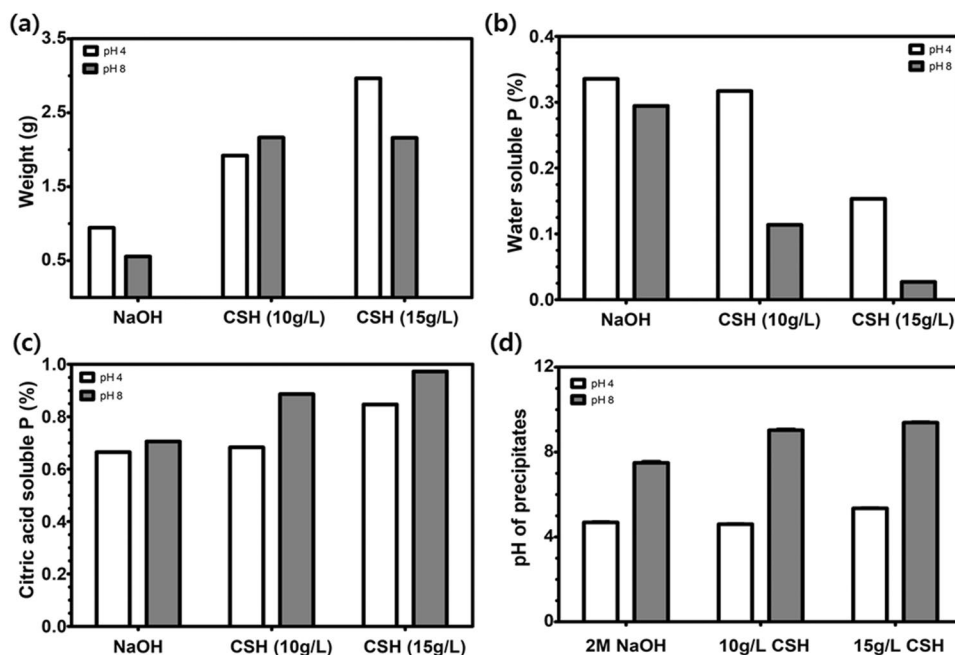 (a)
Weight (g)
3.5
2.5
1.5
0.5
pH 4
pH 8
NaOH
CSH (10g/L)
CSH (15g/L)
(b)
Water soluble P (%)
0.4
0.3
0.2
0.1
0.0
pH 4
pH 8
NaOH
CSH (10g/L)
CSH (15g/L)
(c)
Citric acid soluble P (%)
1.0
0.8
0.6
0.4
0.2
0.0
pH 4
pH 8
NaOH
CSH (10g/L)
CSH (15g/L)
(d)
pH of precipitates
12
8
4
0
pH 4
pH 8
2M NaOH
10g/L CSH
15g/L CSH